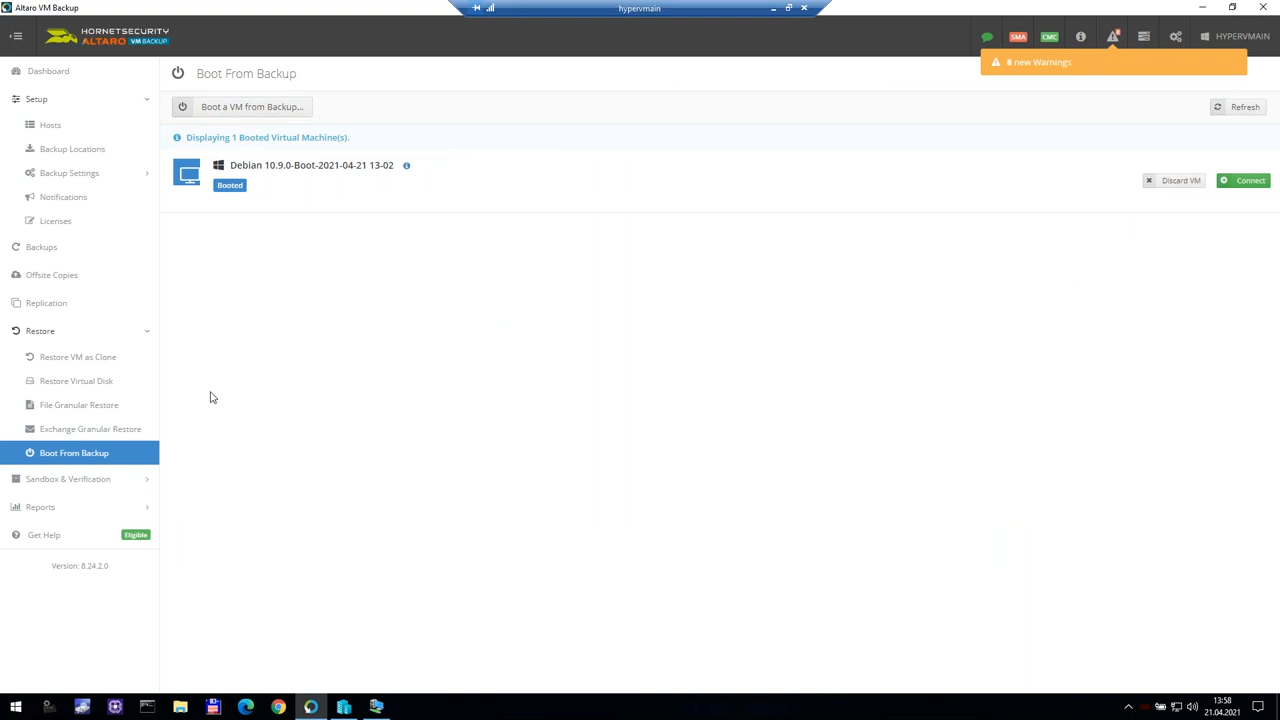 Altaro VM Backup
hypervmain
HORNETSECURITY
ALTARO VM BACKUP
SMA
CMC
8
HYPERVMAIN
8 new Warnings
Dashboard
Setup
Hosts
Backup Locations
Backup Settings
Notifications
Licenses
Backups
Offsite Copies
Replication
Restore
Restore VM as Clone
Restore Virtual Disk
File Granular Restore
Exchange Granular Restore
Boot From Backup
Sandbox & Verification
Reports
Get Help
Eligible
Version: 8.24.2.0
Boot From Backup
Boot a VM from Backup...
Refresh
Displaying 1 Booted Virtual Machine(s).
Debian 10.9.0-Boot-2021-04-21 13-02
Booted
Discard VM
Connect
13:58
21.04.2021